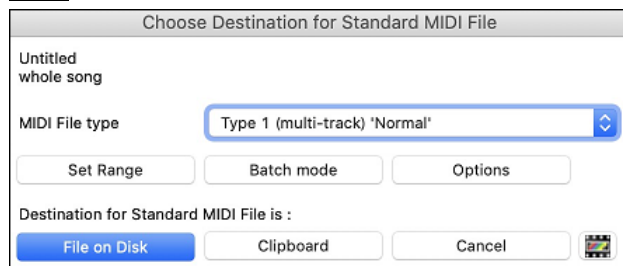 Choose Destination for Standard MIDI File
Untitled
whole song
MIDI File type Type 1 (multi-track) 'Normal'
Set Range Batch mode Options
Destination for Standard MIDI File is :
File on Disk Clipboard Cancel